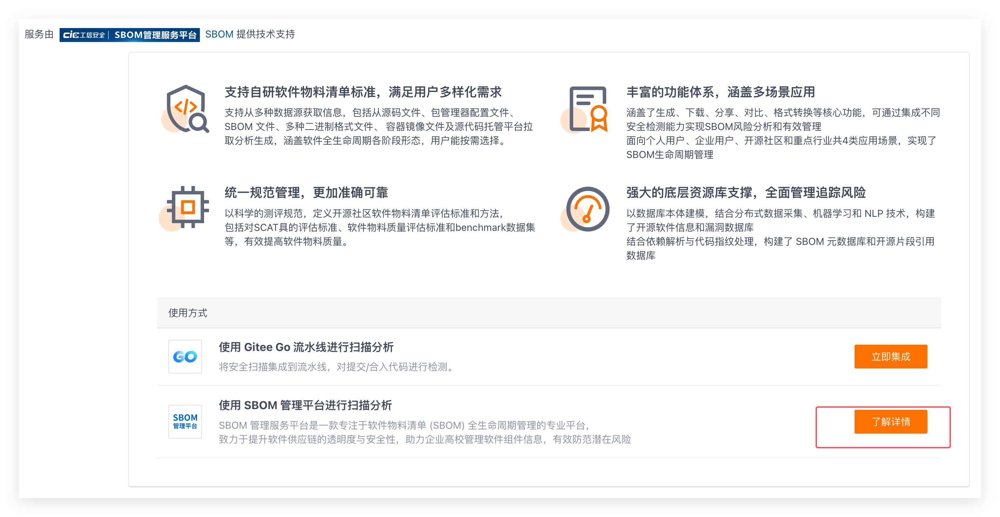 服务由 cic工信安全 | SBOM管理服务平台 SBOM 提供技术支持
支持自研软件物料清单标准，满足用户多样化需求
支持从多种数据源获取信息，包括从源码文件、包管理器配置文件、
SBOM 文件、多种二进制格式文件、 容器镜像文件及源代码托管平台拉
取分析生成，涵盖软件全生命周期各阶段形态，用户能按需选择。
丰富的功能体系，涵盖多场景应用
涵盖了生成、下载、分享、对比、格式转换等核心功能，可通过集成不同
安全检测能力实现SBOM风险分析和有效管理
面向个人用户、企业用户、开源社区和重点行业共4类应用场景，实现了
SBOM生命周期管理
统一规范管理，更加准确可靠
以科学的测评规范，定义开源社区软件物料清单评估标准和方法，
包括对SCAT具的评估标准、软件物料质量评估标准和benchmark数据集
等，有效提高软件物料质量。
强大的底层资源库支撑，全面管理追踪风险
以数据库本体建模，结合分布式数据采集、机器学习和 NLP 技术，构建
了开源软件信息和漏洞数据库
结合依赖解析与代码指纹处理，构建了 SBOM 元数据库和开源片段引用
数据库
使用方式
GO
使用 Gitee Go 流水线进行扫描分析
将安全扫描集成到流水线，对提交/合入代码进行检测。
立即集成
SBOM
管理平台
使用 SBOM 管理平台进行扫描分析
SBOM 管理服务平台是一款专注于软件物料清单 (SBOM) 全生命周期管理的专业平台，
致力于提升软件供应链的透明度与安全性，助力企业高校管理软件组件信息，有效防范潜在风险
了解详情